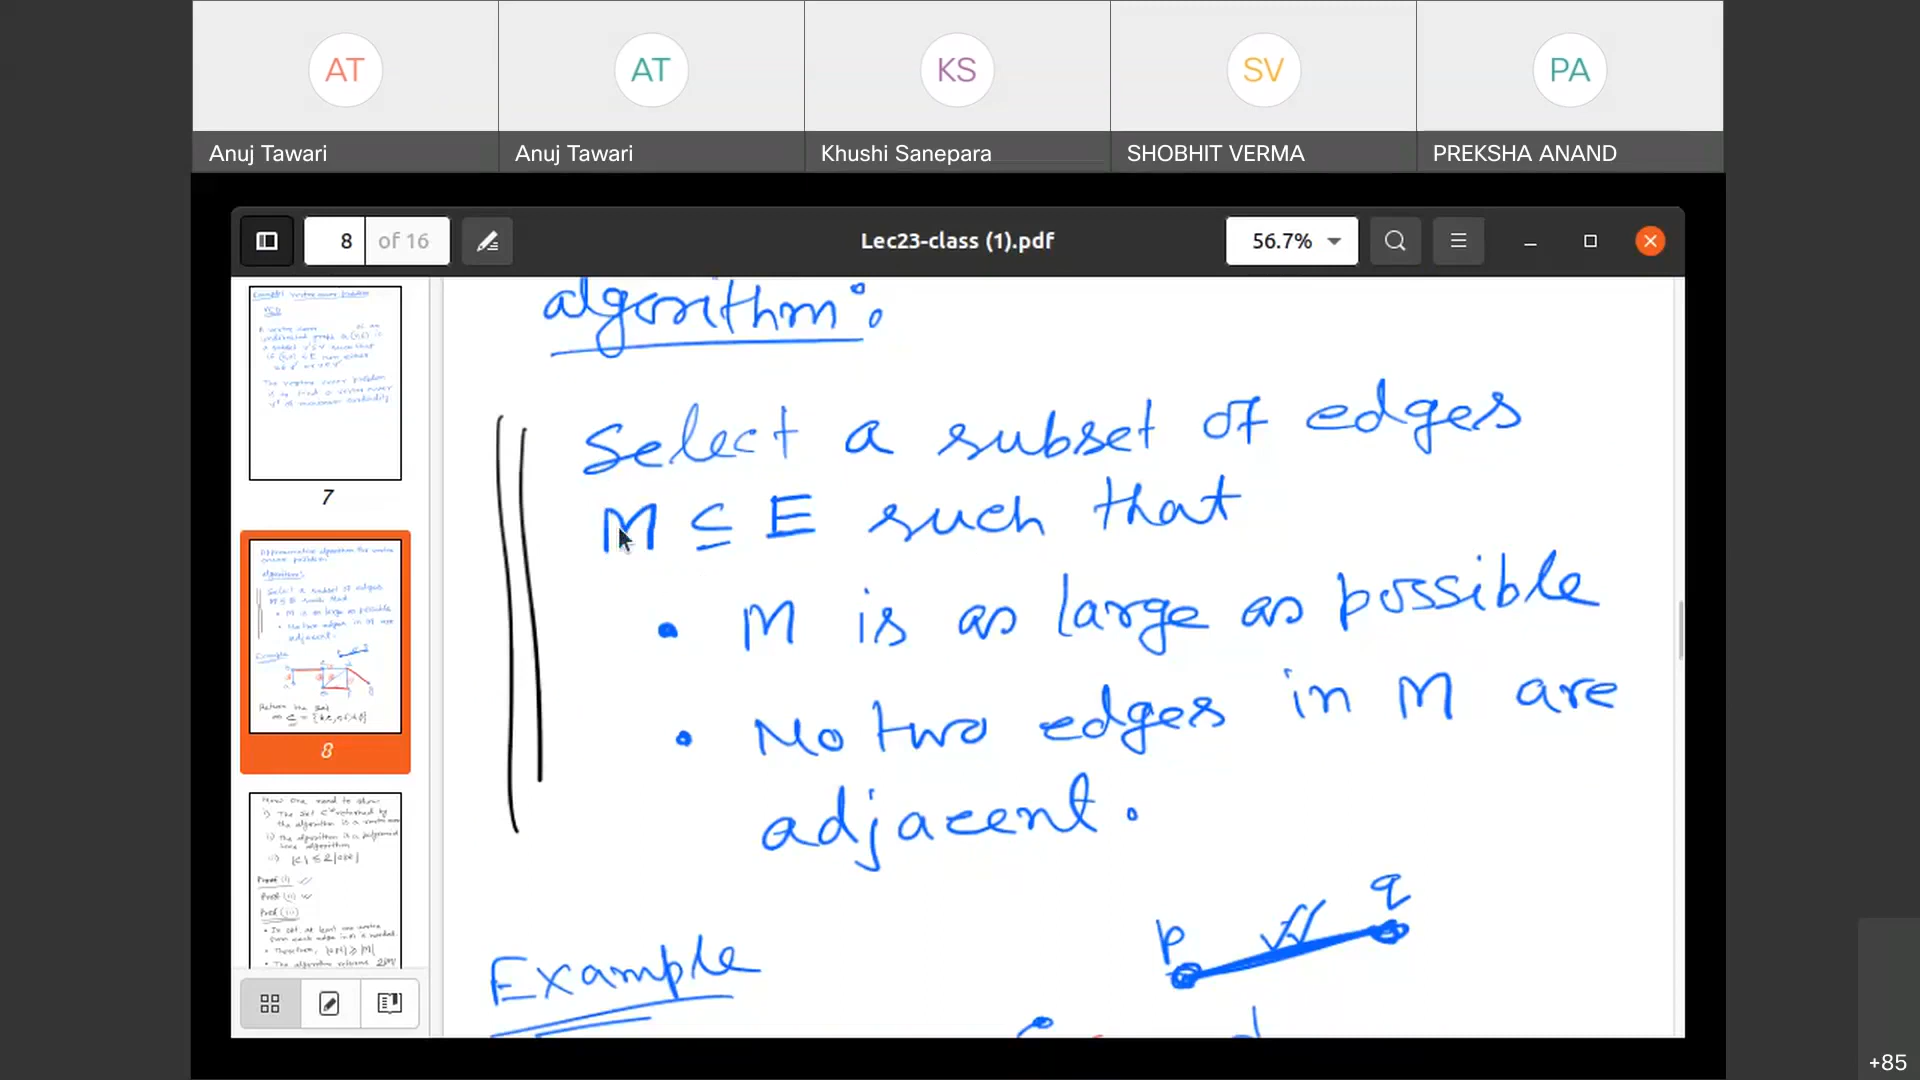 AT
AT
KS
SV
PA
Anuj Tawari
Anuj Tawari
Khushi Sanepara
SHOBHIT VERMA
PREKSHA ANAND
8 of 16
Lec23-class (1).pdf
56.7%
algorithm:
Select a subset of edges
M ⊆ E such that
• M is as large as possible
• No two edges in M are
adjacent.
p q
Example
c d
7
8
+85